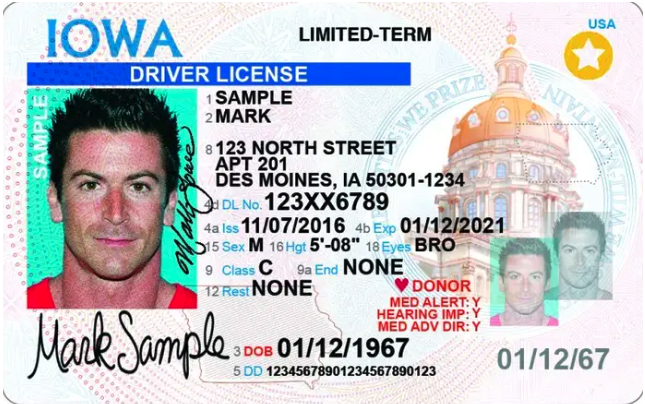 IOWA
LIMITED-TERM
USA
DRIVER LICENSE
SAMPLE
1 SAMPLE
2 MARK
8 123 NORTH STREET
APT 201
DES MOINES, IA 50301-1234
4d DL No. 123XX6789
4a Iss 11/07/2016 4b Exp 01/12/2021
15 Sex M 16 Hgt 5'-08" 18 Eyes BRO
9 Class C 9a End NONE
12 Rest NONE
DONOR
MED ALERT: Y
HEARING IMP: Y
MED ADV DIR: Y
Mark Sample
3 DOB 01/12/1967
01/12/67
5 DD 12345678901234567890123
WE PRIZE